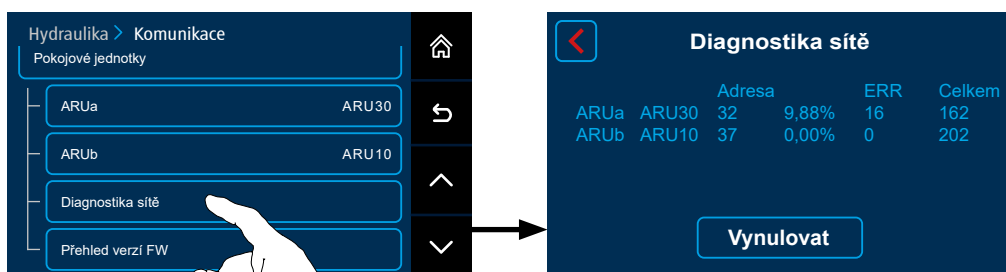 Hydraulika > Komunikace
Pokojové jednotky
ARUa ARU30
ARUb ARU10
Diagnostika sítě
Přehled verzí FW
Diagnostika sítě
Adresa ERR Celkem
ARUa ARU30 32 9,88% 16 162
ARUb ARU10 37 0,00% 0 202
Vynulovat